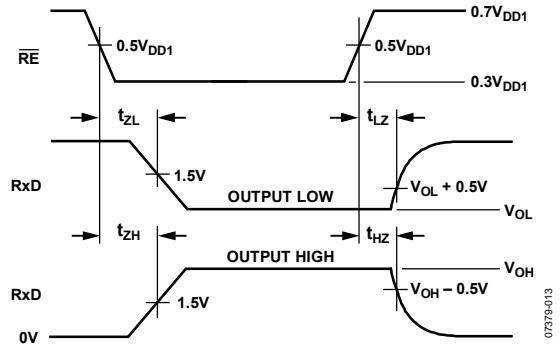 0.7VDD1
RE
0.5VDD1
0.5VDD1
0.3VDD1
tZL
tLZ
RxD
1.5V
OUTPUT LOW
VOL + 0.5V
VOL
tZH
tHZ
OUTPUT HIGH
VOH
RxD
1.5V
VOH – 0.5V
0V
07379-013